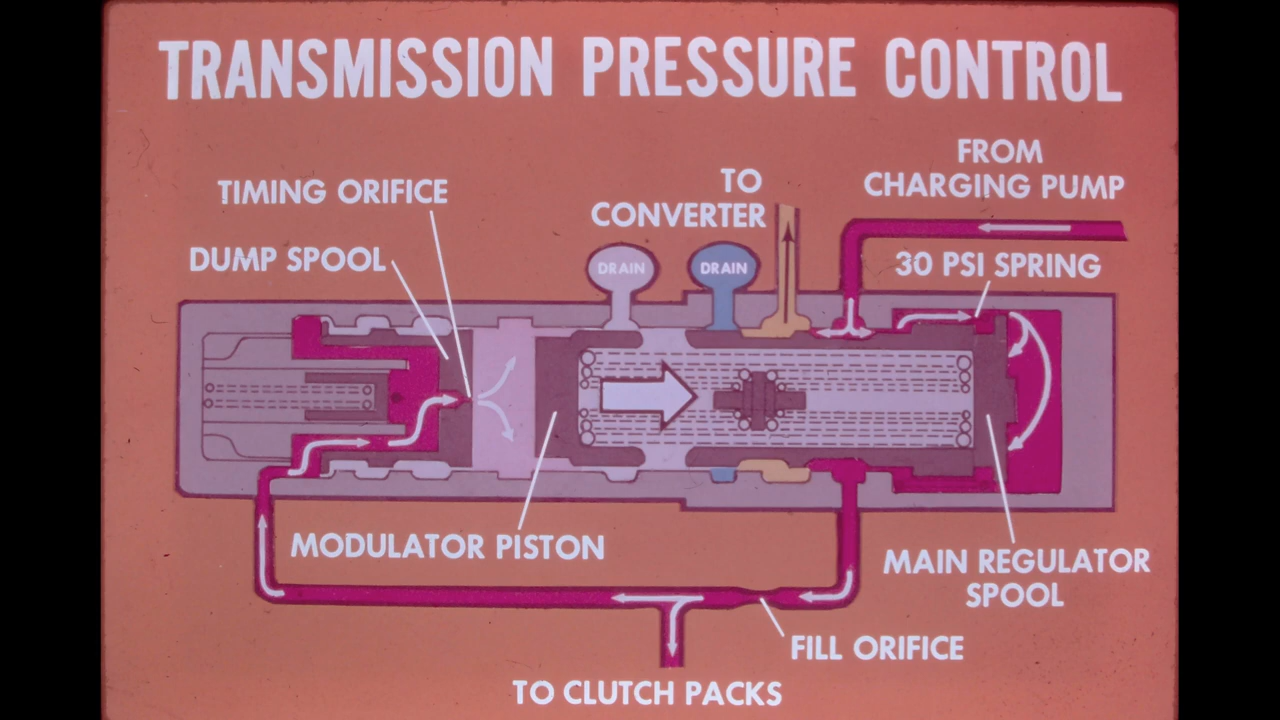 TRANSMISSION PRESSURE CONTROL
FROM
CHARGING PUMP
TO
CONVERTER
TIMING ORIFICE
DUMP SPOOL
DRAIN
DRAIN
30 PSI SPRING
MODULATOR PISTON
MAIN REGULATOR
SPOOL
FILL ORIFICE
TO CLUTCH PACKS